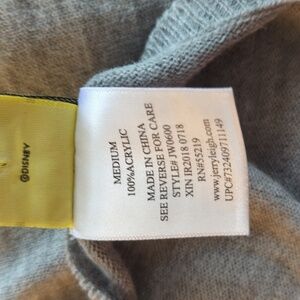 ©DISNEY
MEDIUM
100%ACRYLIC
MADE IN CHINA
SEE REVERSE FOR CARE
STYLE# JW0600
XIN IR2018 0718
RN#55219
www.jerryleigh.com
UPC#732409711149